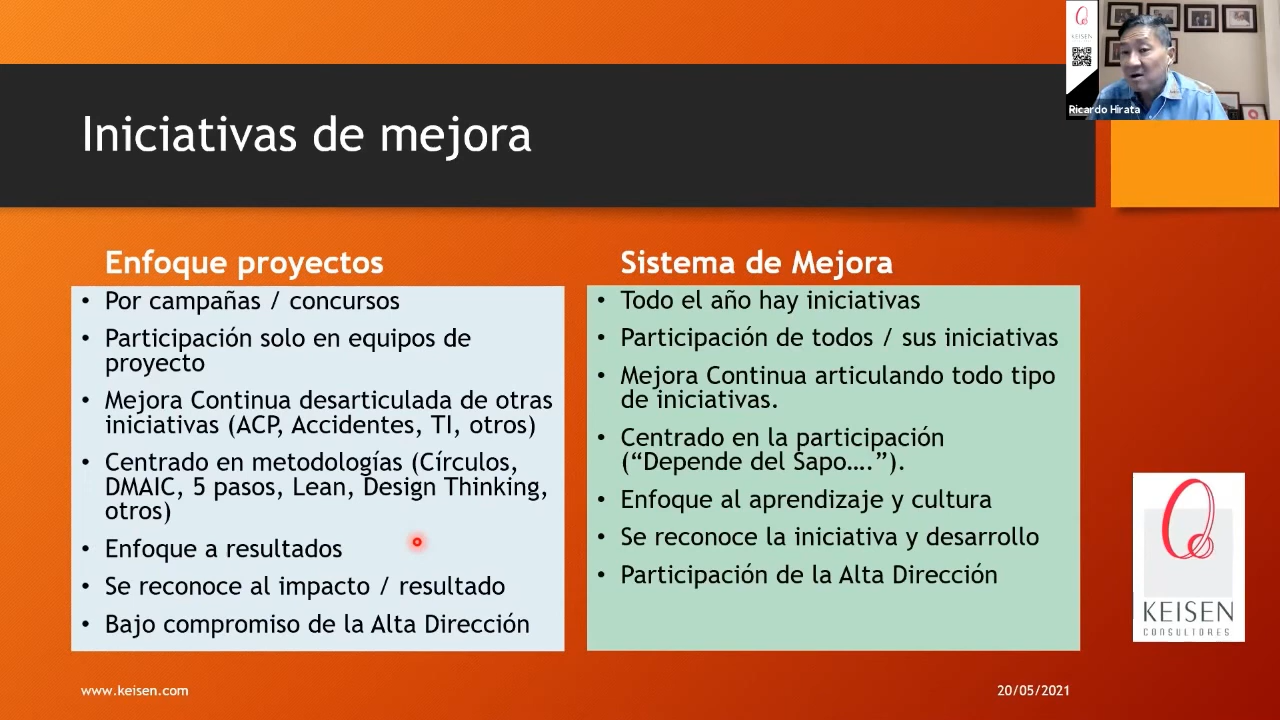 KEISEN
Ricardo Hirata
Iniciativas de mejora
Enfoque proyectos
• Por campañas / concursos
• Participación solo en equipos de
proyecto
• Mejora Continua desarticulada de otras
iniciativas (ACP, Accidentes, TI, otros)
• Centrado en metodologías (Círculos,
DMAIC, 5 pasos, Lean, Design Thinking,
otros)
• Enfoque a resultados
• Se reconoce al impacto / resultado
• Bajo compromiso de la Alta Dirección
Sistema de Mejora
• Todo el año hay iniciativas
• Participación de todos / sus iniciativas
• Mejora Continua articulando todo tipo
de iniciativas.
• Centrado en la participación
(“Depende del Sapo….”).
• Enfoque al aprendizaje y cultura
• Se reconoce la iniciativa y desarrollo
• Participación de la Alta Dirección
KEISEN
CONSULTORES
www.keisen.com
20/05/2021